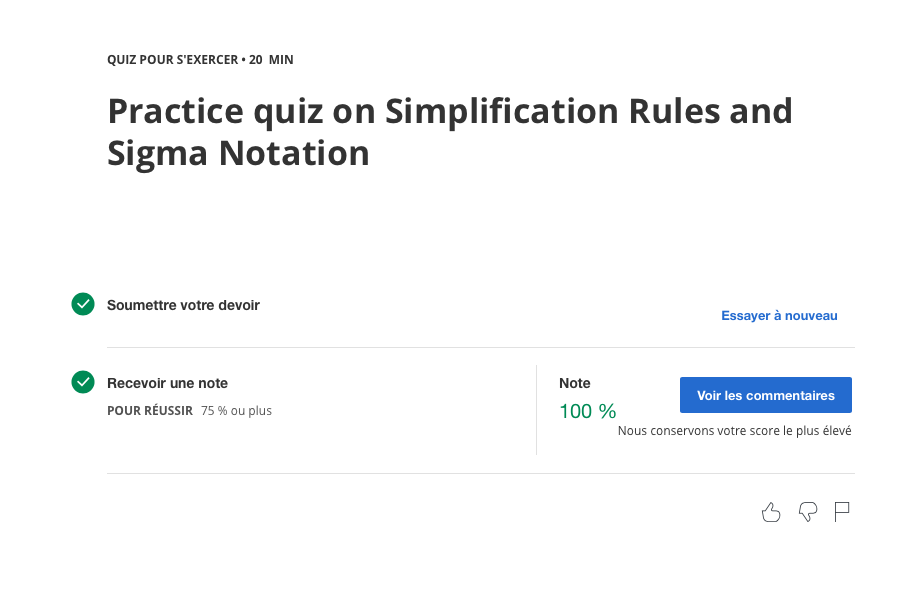 QUIZ POUR S'EXERCER • 20 MIN
Practice quiz on Simplification Rules and
Sigma Notation
Soumettre votre devoir
Essayer à nouveau
Recevoir une note
POUR RÉUSSIR 75 % ou plus
Note
100 %
Voir les commentaires
Nous conservons votre score le plus élevé